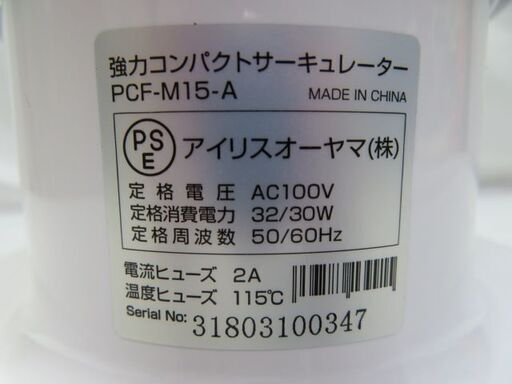 強力コンパクトサーキュレーター
PCF-M15-A MADE IN CHINA
PSE アイリスオーヤマ(株)
定格電圧 AC100V
定格消費電力 32/30W
定格周波数 50/60Hz
電流ヒューズ 2A
温度ヒューズ 115℃
Serial No: 31803100347